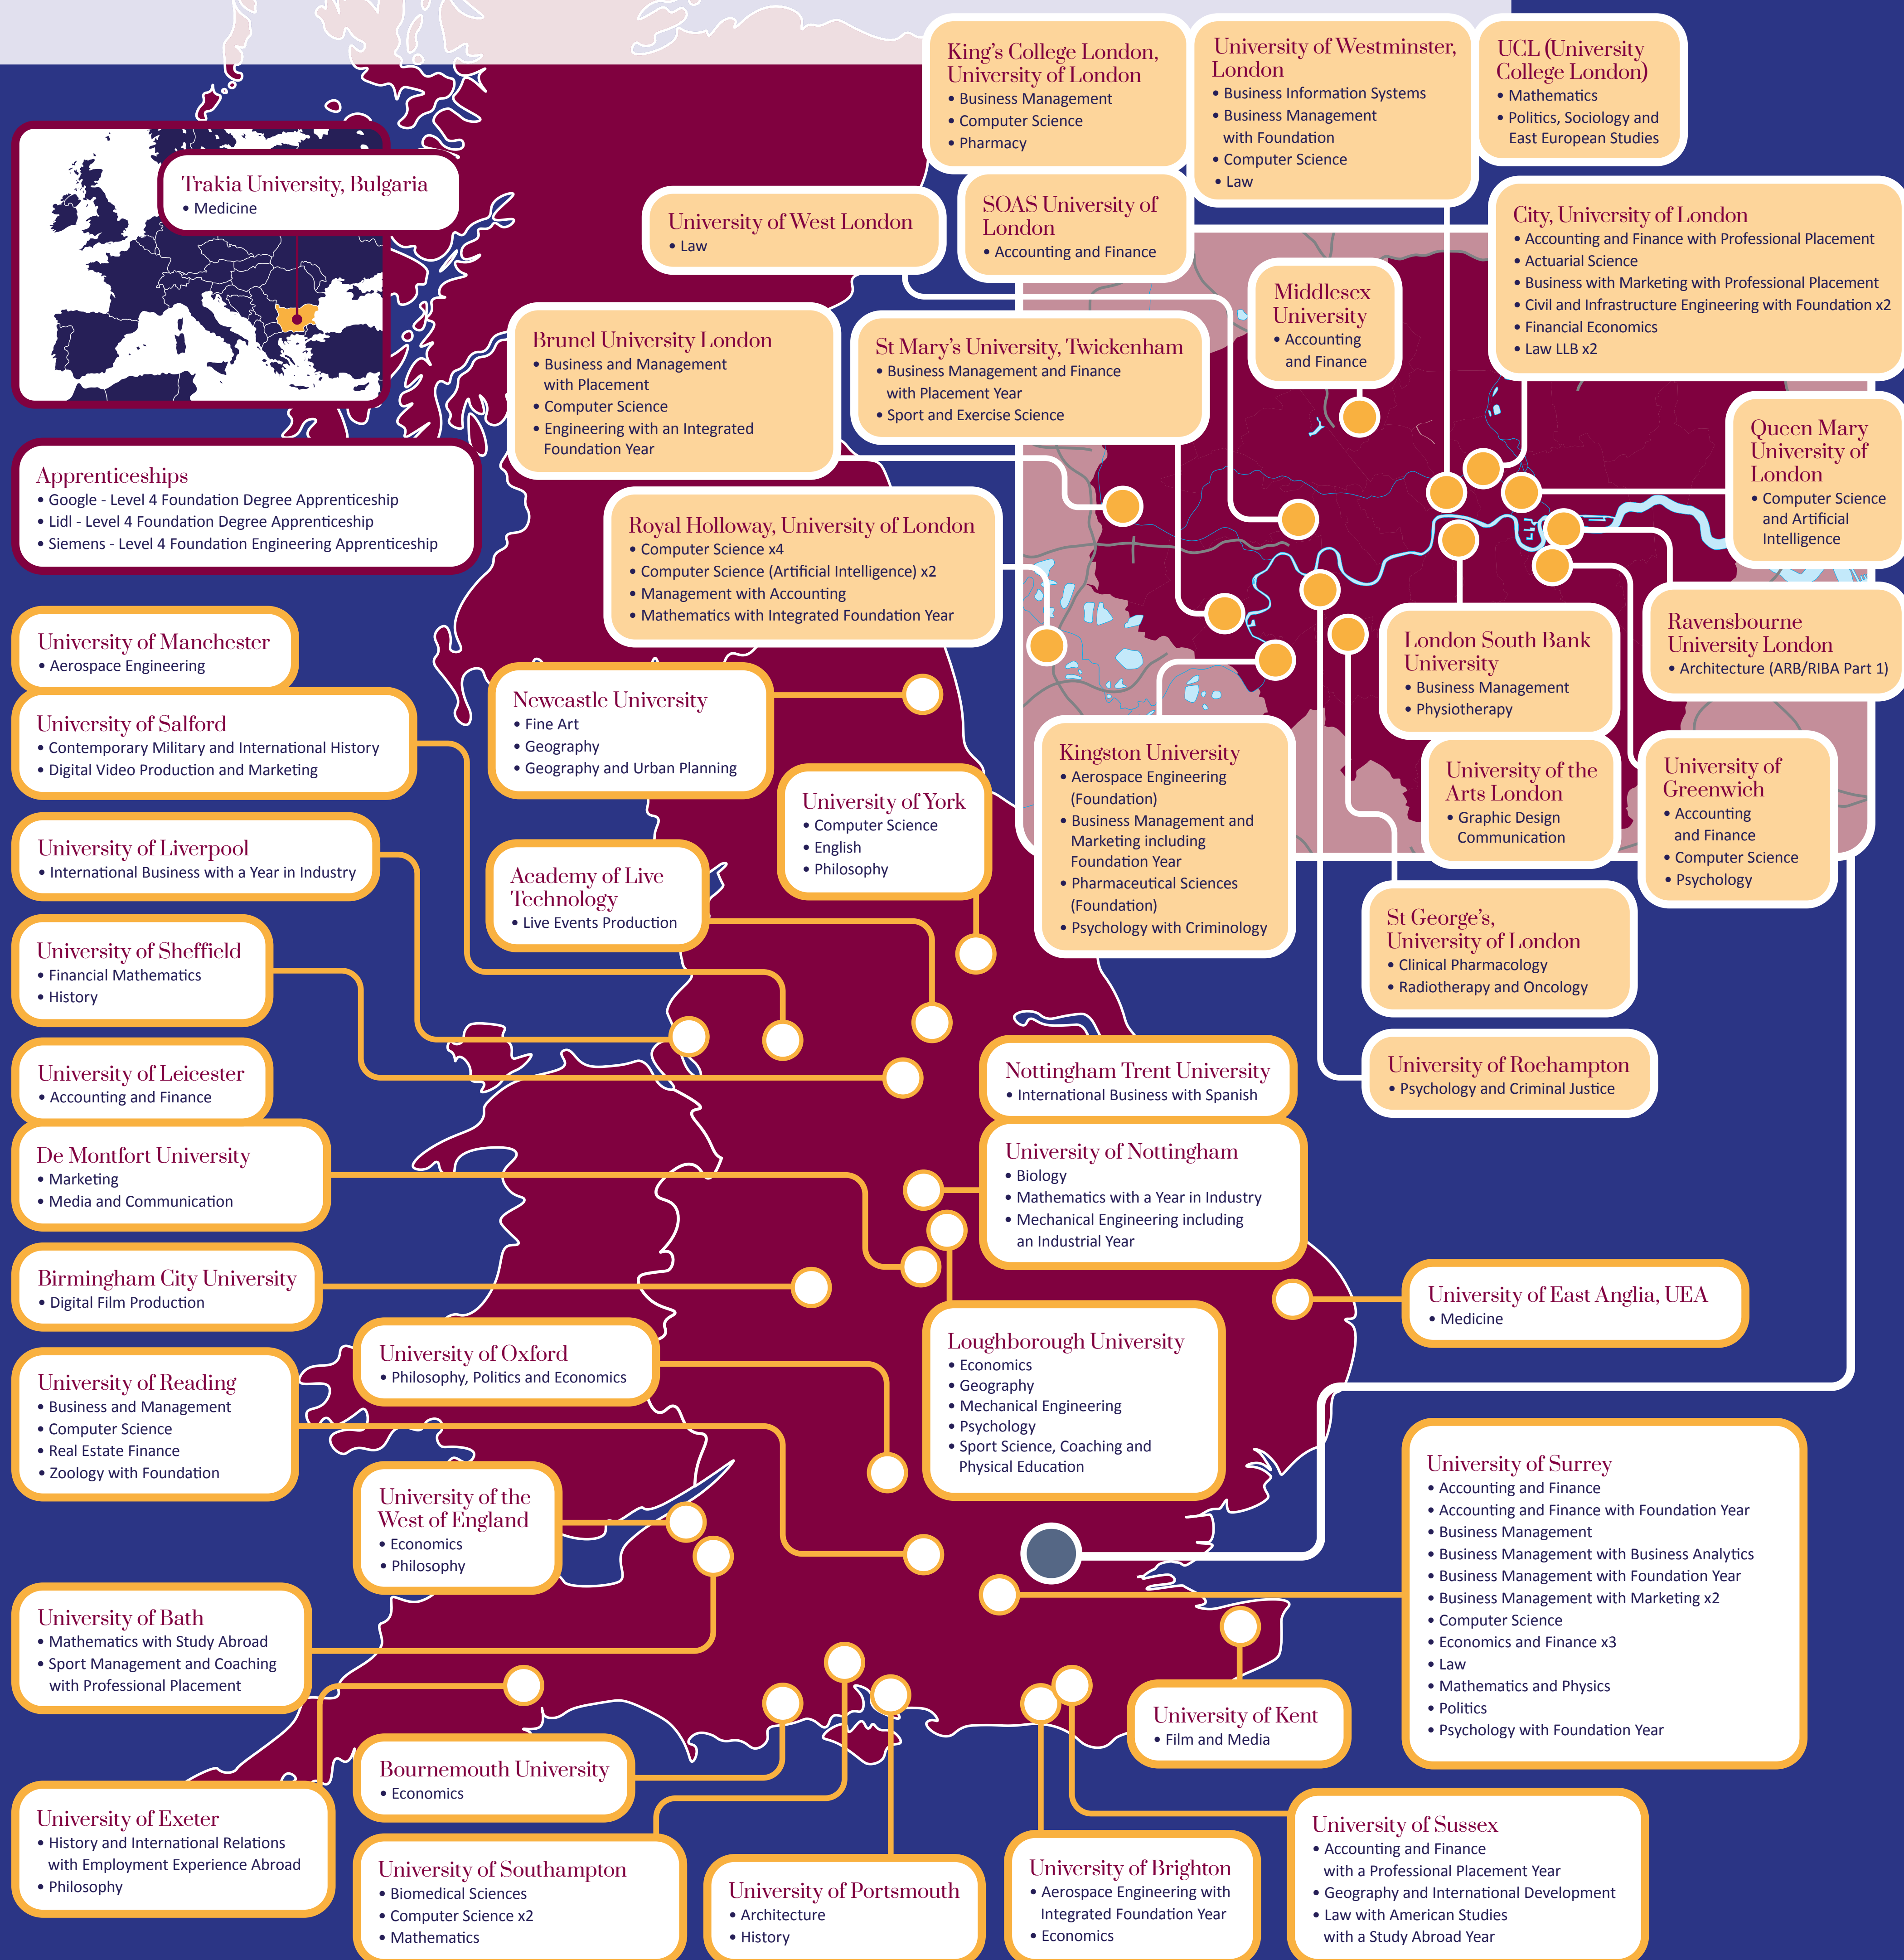 King's College London,
University of London
• Business Management
• Computer Science
• Pharmacy
University of Westminster,
London
• Business Information Systems
• Business Management
with Foundation
• Computer Science
• Law
UCL (University
College London)
• Mathematics
• Politics, Sociology and
East European Studies
Trakia University, Bulgaria
• Medicine
University of West London
• Law
SOAS University of
London
• Accounting and Finance
City, University of London
• Accounting and Finance with Professional Placement
• Actuarial Science
• Business with Marketing with Professional Placement
• Civil and Infrastructure Engineering with Foundation x2
• Financial Economics
• Law LLB x2
Middlesex
University
• Accounting
and Finance
Brunel University London
• Business and Management
with Placement
• Computer Science
• Engineering with an Integrated
Foundation Year
St Mary's University, Twickenham
• Business Management and Finance
with Placement Year
• Sport and Exercise Science
Queen Mary
University of
London
• Computer Science
and Artificial
Intelligence
Apprenticeships
• Google - Level 4 Foundation Degree Apprenticeship
• Lidl - Level 4 Foundation Degree Apprenticeship
• Siemens - Level 4 Foundation Engineering Apprenticeship
Royal Holloway, University of London
• Computer Science x4
• Computer Science (Artificial Intelligence) x2
• Management with Accounting
• Mathematics with Integrated Foundation Year
Ravensbourne
University London
• Architecture (ARB/RIBA Part 1)
London South Bank
University
• Business Management
• Physiotherapy
University of Manchester
• Aerospace Engineering
University of Salford
• Contemporary Military and International History
• Digital Video Production and Marketing
Newcastle University
• Fine Art
• Geography
• Geography and Urban Planning
University of York
• Computer Science
• English
• Philosophy
Kingston University
• Aerospace Engineering
(Foundation)
• Business Management and
Marketing including
Foundation Year
• Pharmaceutical Sciences
(Foundation)
• Psychology with Criminology
University of the
Arts London
• Graphic Design
Communication
University of
Greenwich
• Accounting
and Finance
• Computer Science
• Psychology
University of Liverpool
• International Business with a Year in Industry
Academy of Live
Technology
• Live Events Production
St George's,
University of London
• Clinical Pharmacology
• Radiotherapy and Oncology
University of Sheffield
• Financial Mathematics
• History
University of Leicester
• Accounting and Finance
Nottingham Trent University
• International Business with Spanish
University of Roehampton
• Psychology and Criminal Justice
De Montfort University
• Marketing
• Media and Communication
University of Nottingham
• Biology
• Mathematics with a Year in Industry
• Mechanical Engineering including
an Industrial Year
Birmingham City University
• Digital Film Production
University of East Anglia, UEA
• Medicine
University of Oxford
• Philosophy, Politics and Economics
Loughborough University
• Economics
• Geography
• Mechanical Engineering
• Psychology
• Sport Science, Coaching and
Physical Education
University of Reading
• Business and Management
• Computer Science
• Real Estate Finance
• Zoology with Foundation
University of the
West of England
• Economics
• Philosophy
University of Surrey
• Accounting and Finance
• Accounting and Finance with Foundation Year
• Business Management
• Business Management with Business Analytics
• Business Management with Foundation Year
• Business Management with Marketing x2
• Computer Science
• Economics and Finance x3
• Law
• Mathematics and Physics
• Politics
• Psychology with Foundation Year
University of Bath
• Mathematics with Study Abroad
• Sport Management and Coaching
with Professional Placement
University of Kent
• Film and Media
Bournemouth University
• Economics
University of Exeter
• History and International Relations
with Employment Experience Abroad
• Philosophy
University of Southampton
• Biomedical Sciences
• Computer Science x2
• Mathematics
University of Portsmouth
• Architecture
• History
University of Brighton
• Aerospace Engineering with
Integrated Foundation Year
• Economics
University of Sussex
• Accounting and Finance
with a Professional Placement Year
• Geography and International Development
• Law with American Studies
with a Study Abroad Year